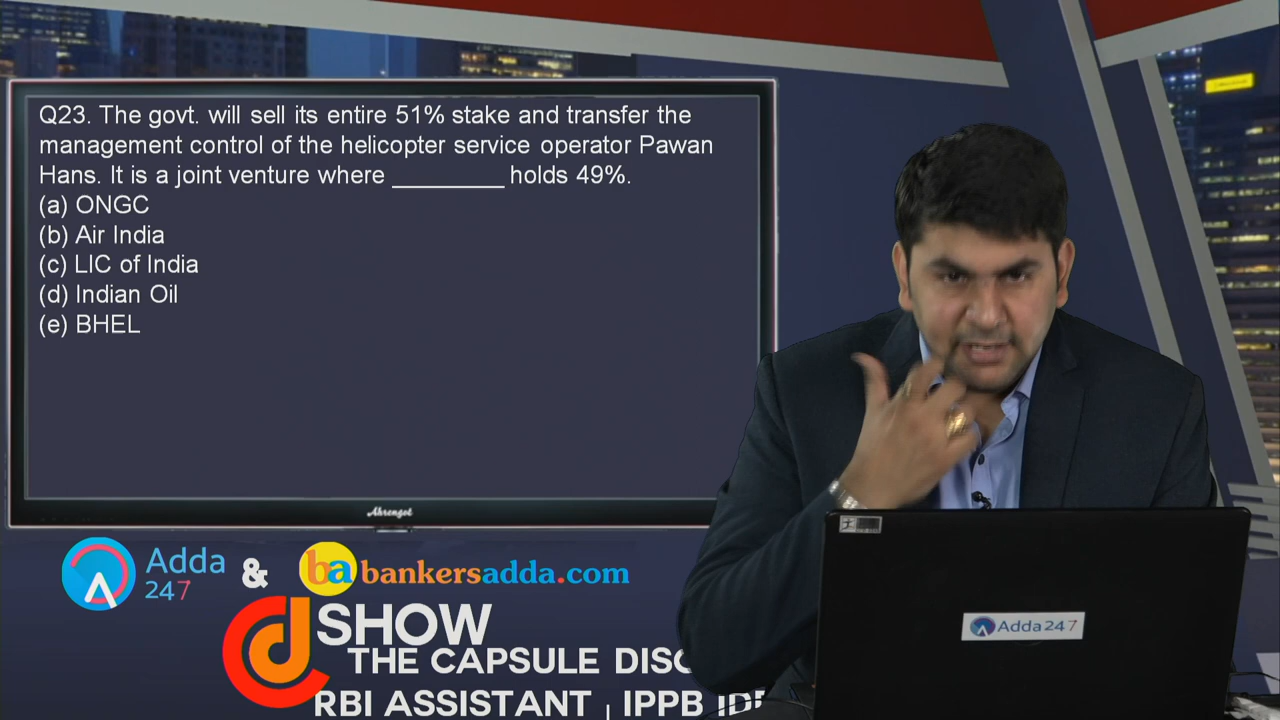 Q23. The govt. will sell its entire 51% stake and transfer the
management control of the helicopter service operator Pawan
Hans. It is a joint venture where ________ holds 49%.
(a) ONGC
(b) Air India
(c) LIC of India
(d) Indian Oil
(e) BHEL
Ahrengot
Adda
247
&
ba bankersadda.com
SHOW
THE CAPSULE DISC
RBI ASSISTANT | IPPB
Adda247